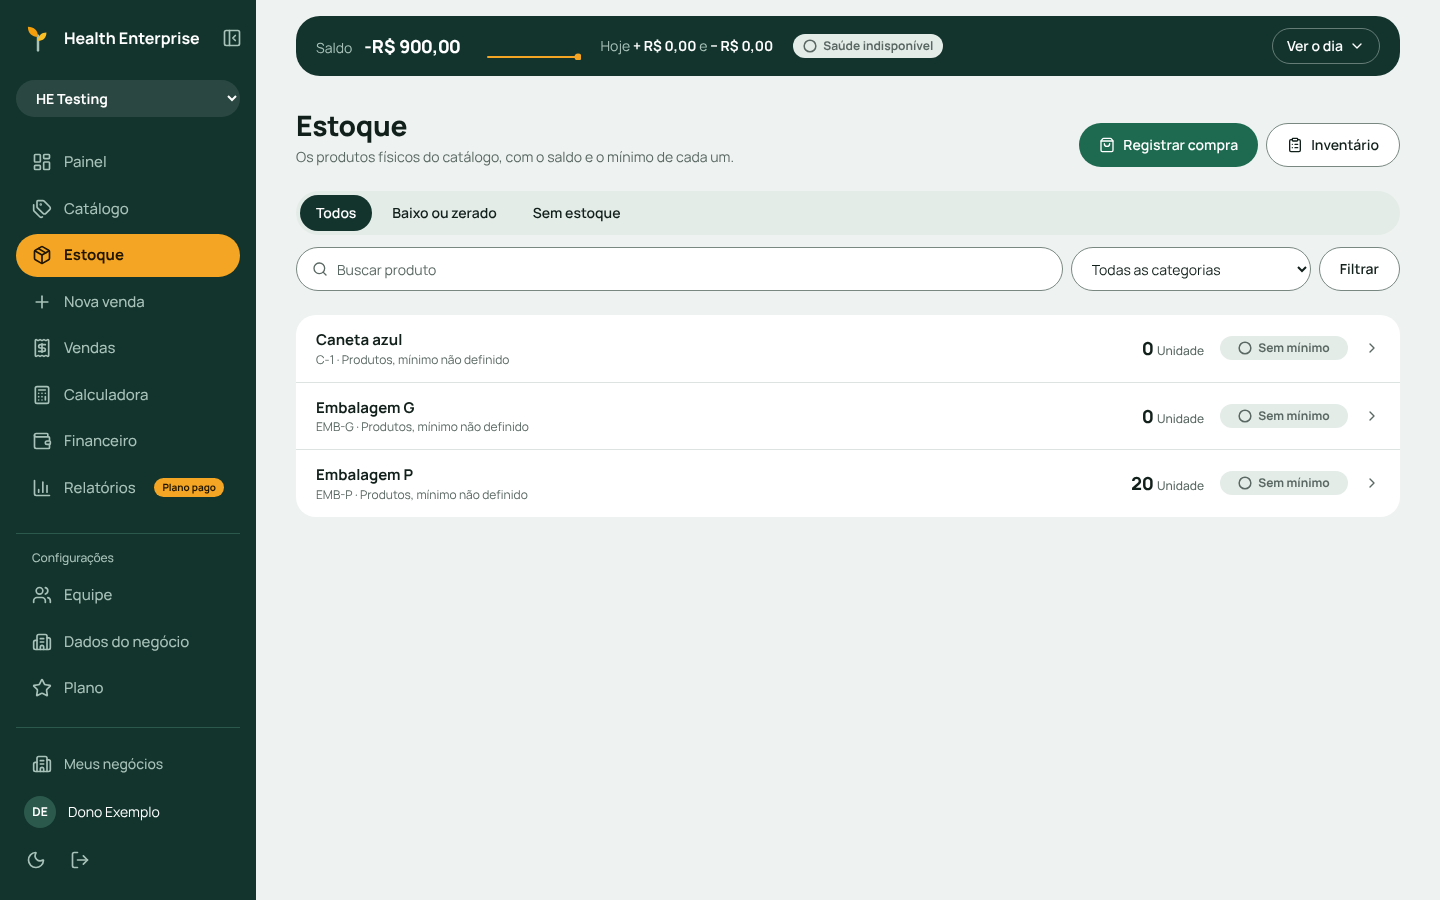 Health Enterprise
HE Testing
Painel
Catálogo
Estoque
Nova venda
Vendas
Calculadora
Financeiro
Relatórios Plano pago
Configurações
Equipe
Dados do negócio
Plano
Meus negócios
DE Dono Exemplo
Saldo -R$ 900,00 Hoje + R$ 0,00 e − R$ 0,00 Saúde indisponível Ver o dia
Estoque
Os produtos físicos do catálogo, com o saldo e o mínimo de cada um.
Registrar compra Inventário
Todos Baixo ou zerado Sem estoque
Buscar produto Todas as categorias Filtrar
Caneta azul
C-1 · Produtos, mínimo não definido
0 Unidade Sem mínimo
Embalagem G
EMB-G · Produtos, mínimo não definido
0 Unidade Sem mínimo
Embalagem P
EMB-P · Produtos, mínimo não definido
20 Unidade Sem mínimo